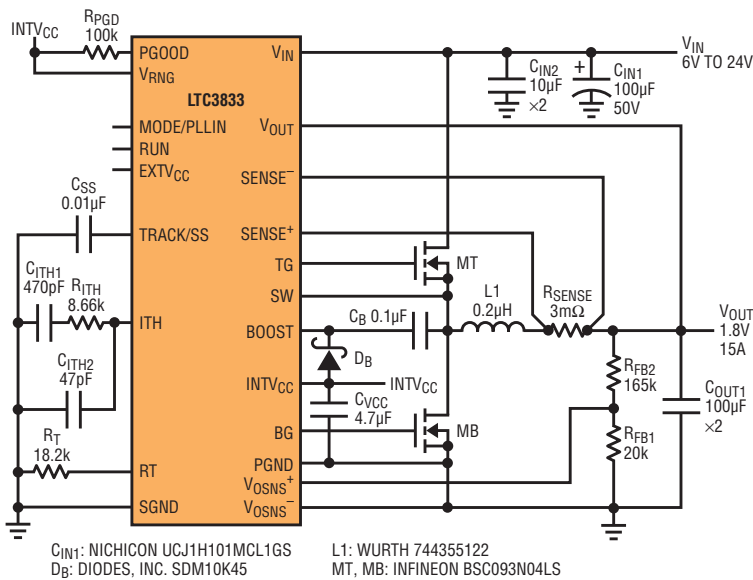 INTVCC
RPGD
100k
PGOOD
VRNG
LTC3833
MODE/PLLIN
RUN
EXTVCC
CSS
0.01µF
TRACK/SS
CITH1
470pF
RITH
8.66k
ITH
CITH2
47pF
RT
18.2k
RT
SGND
VIN
VOUT
SENSE–
SENSE+
TG
SW
BOOST
INTVCC
BG
PGND
VOSNS+
VOSNS–
CIN2
10µF
×2
+
CIN1
100µF
50V
VIN
6V TO 24V
MT
CB 0.1µF
L1
0.2µH
RSENSE
3mΩ
VOUT
1.8V
15A
DB
INTVCC
CVCC
4.7µF
MB
RFB2
165k
RFB1
20k
COUT1
100µF
×2
CIN1: NICHICON UCJ1H101MCL1GS
DB: DIODES, INC. SDM10K45
L1: WURTH 744355122
MT, MB: INFINEON BSC093N04LS